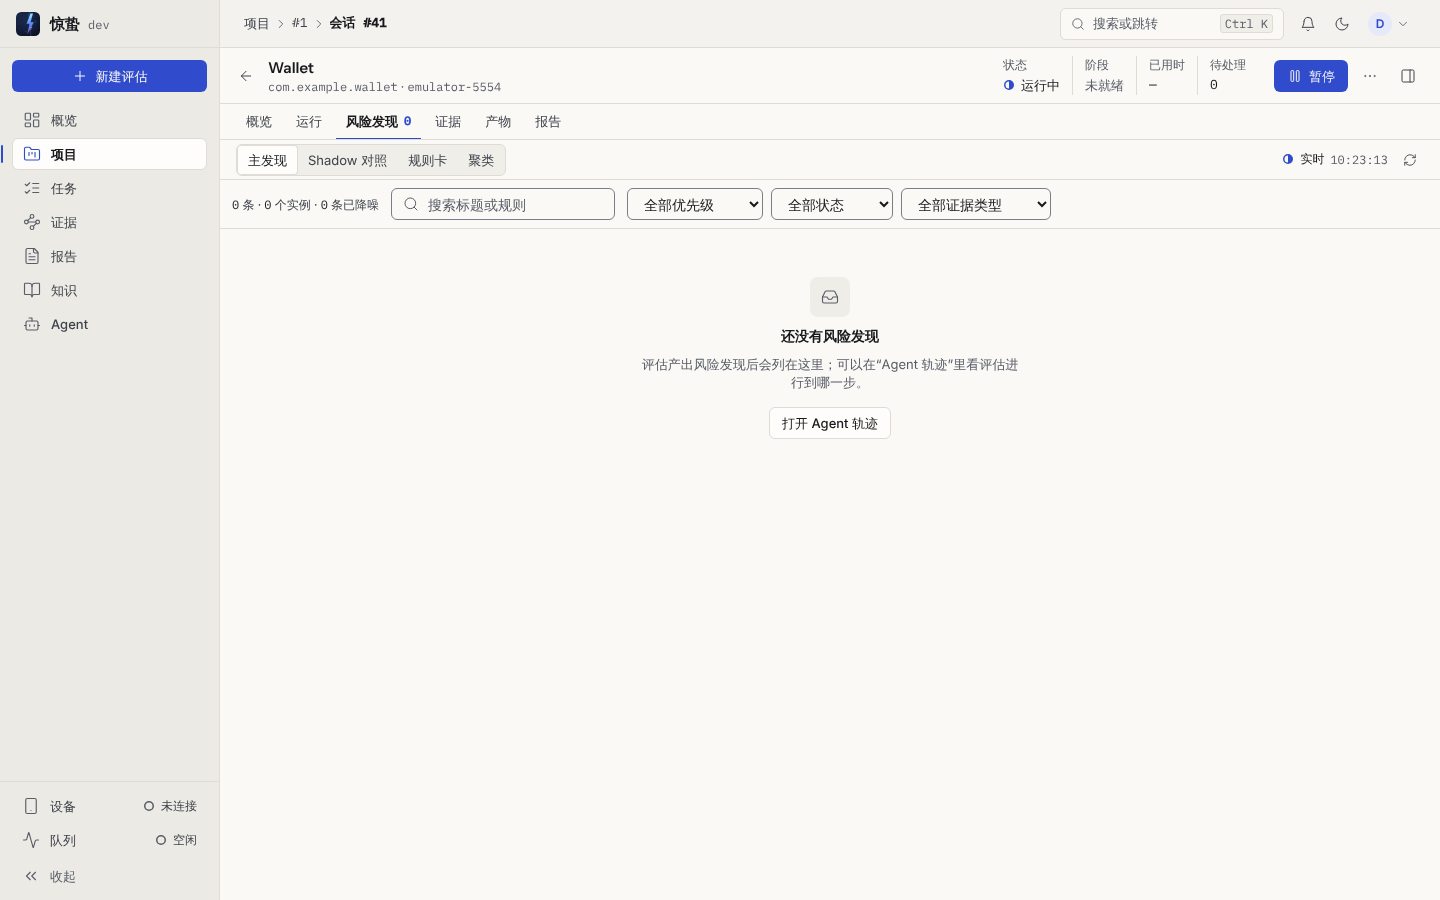 惊蛰 dev
项目 #1 会话 #41
搜索或跳转 Ctrl K
D
新建评估
概览
项目
任务
证据
报告
知识
Agent
设备 未连接
队列 空闲
收起
Wallet
com.example.wallet · emulator-5554
状态
运行中
阶段
未就绪
已用时
—
待处理
0
暂停
概览 运行 风险发现 0 证据 产物 报告
主发现 Shadow 对照 规则卡 聚类
实时 10:23:13
0 条 · 0 个实例 · 0 条已降噪 搜索标题或规则 全部优先级 全部状态 全部证据类型
还没有风险发现
评估产出风险发现后会列在这里；可以在“Agent 轨迹”里看评估进
行到哪一步。
打开 Agent 轨迹